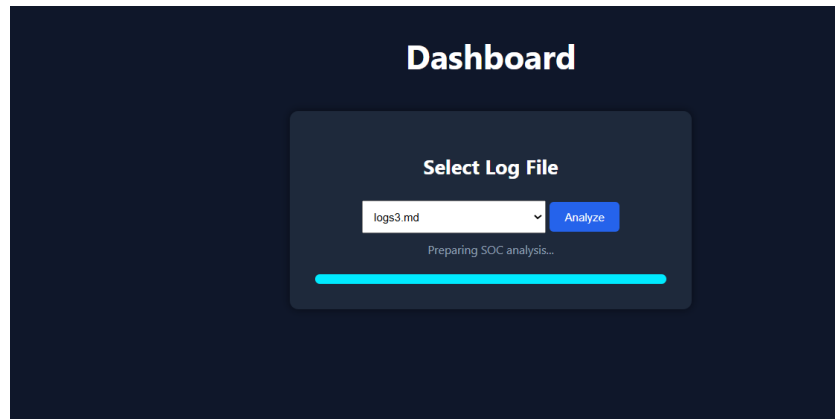 Dashboard
Select Log File
logs3.md
Analyze
Preparing SOC analysis...